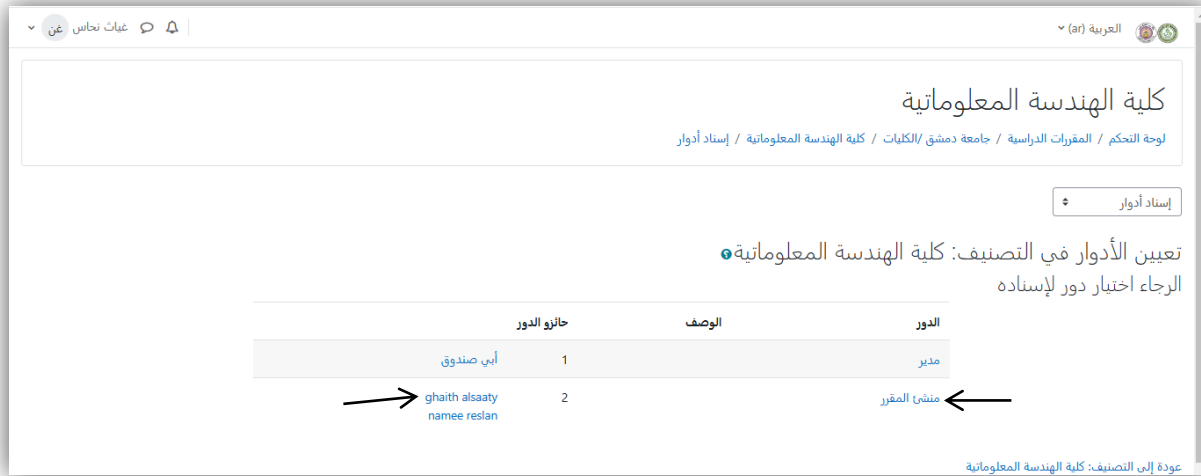 العربية (ar)
غياث نحاس غن
كلية الهندسة المعلوماتية
لوحة التحكم / المقررات الدراسية / جامعة دمشق /الكليات / كلية الهندسة المعلوماتية / إسناد أدوار
إسناد أدوار
تعيين الأدوار في التصنيف: كلية الهندسة المعلوماتية
الرجاء اختيار دور لإسناده
الدور الوصف حائزو الدور
مدير 1 أبي صندوق
منشئ المقرر 2 ghaith alsaaty
namee reslan
عودة إلى التصنيف: كلية الهندسة المعلوماتية